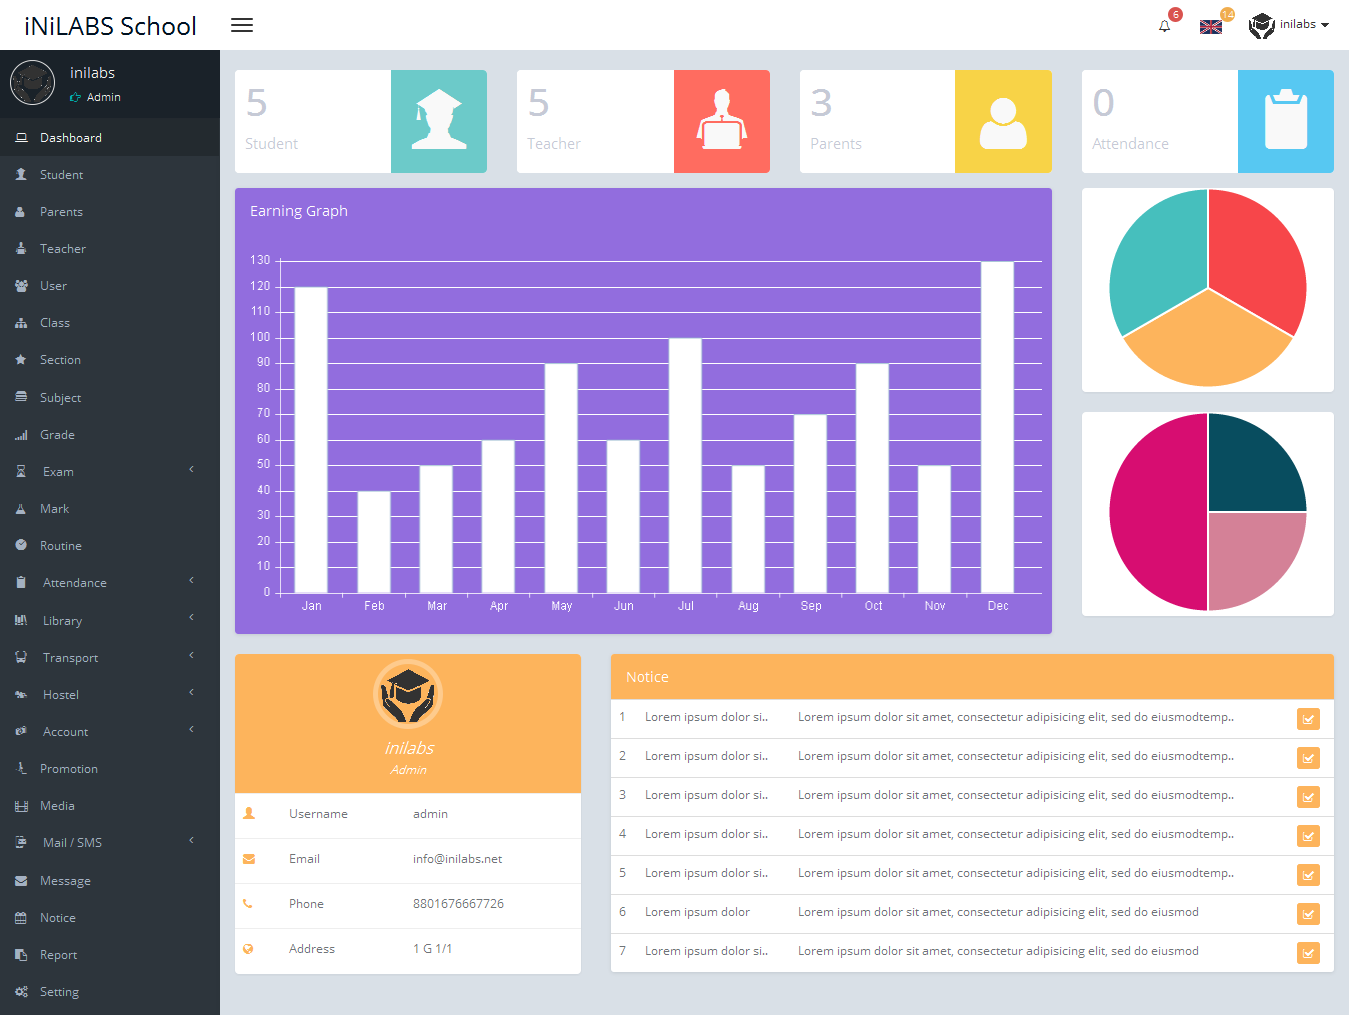 iNiLABS School
6
14
inilabs
inilabs
Admin
Dashboard
Student
Parents
Teacher
User
Class
Section
Subject
Grade
Exam
Mark
Routine
Attendance
Library
Transport
Hostel
Account
Promotion
Media
Mail / SMS
Message
Notice
Report
Setting
5
Student
5
Teacher
3
Parents
0
Attendance
Earning Graph
130
120
110
100
90
80
70
60
50
40
30
20
10
0
Jan Feb Mar Apr May Jun Jul Aug Sep Oct Nov Dec
inilabs
Admin
Username admin
Email info@inilabs.net
Phone 8801676667726
Address 1 G 1/1
Notice
1 Lorem ipsum dolor si.. Lorem ipsum dolor sit amet, consectetur adipisicing elit, sed do eiusmodtemp..
2 Lorem ipsum dolor si.. Lorem ipsum dolor sit amet, consectetur adipisicing elit, sed do eiusmodtemp..
3 Lorem ipsum dolor si.. Lorem ipsum dolor sit amet, consectetur adipisicing elit, sed do eiusmodtemp..
4 Lorem ipsum dolor si.. Lorem ipsum dolor sit amet, consectetur adipisicing elit, sed do eiusmodtemp..
5 Lorem ipsum dolor si.. Lorem ipsum dolor sit amet, consectetur adipisicing elit, sed do eiusmodtemp..
6 Lorem ipsum dolor Lorem ipsum dolor sit amet, consectetur adipisicing elit, sed do eiusmod
7 Lorem ipsum dolor si.. Lorem ipsum dolor sit amet, consectetur adipisicing elit, sed do eiusmod